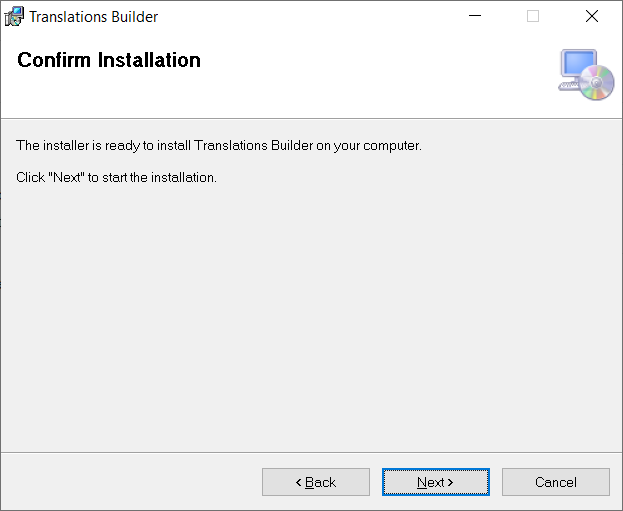 Translations Builder
Confirm Installation
The installer is ready to install Translations Builder on your computer.
Click "Next" to start the installation.
< Back
Next >
Cancel